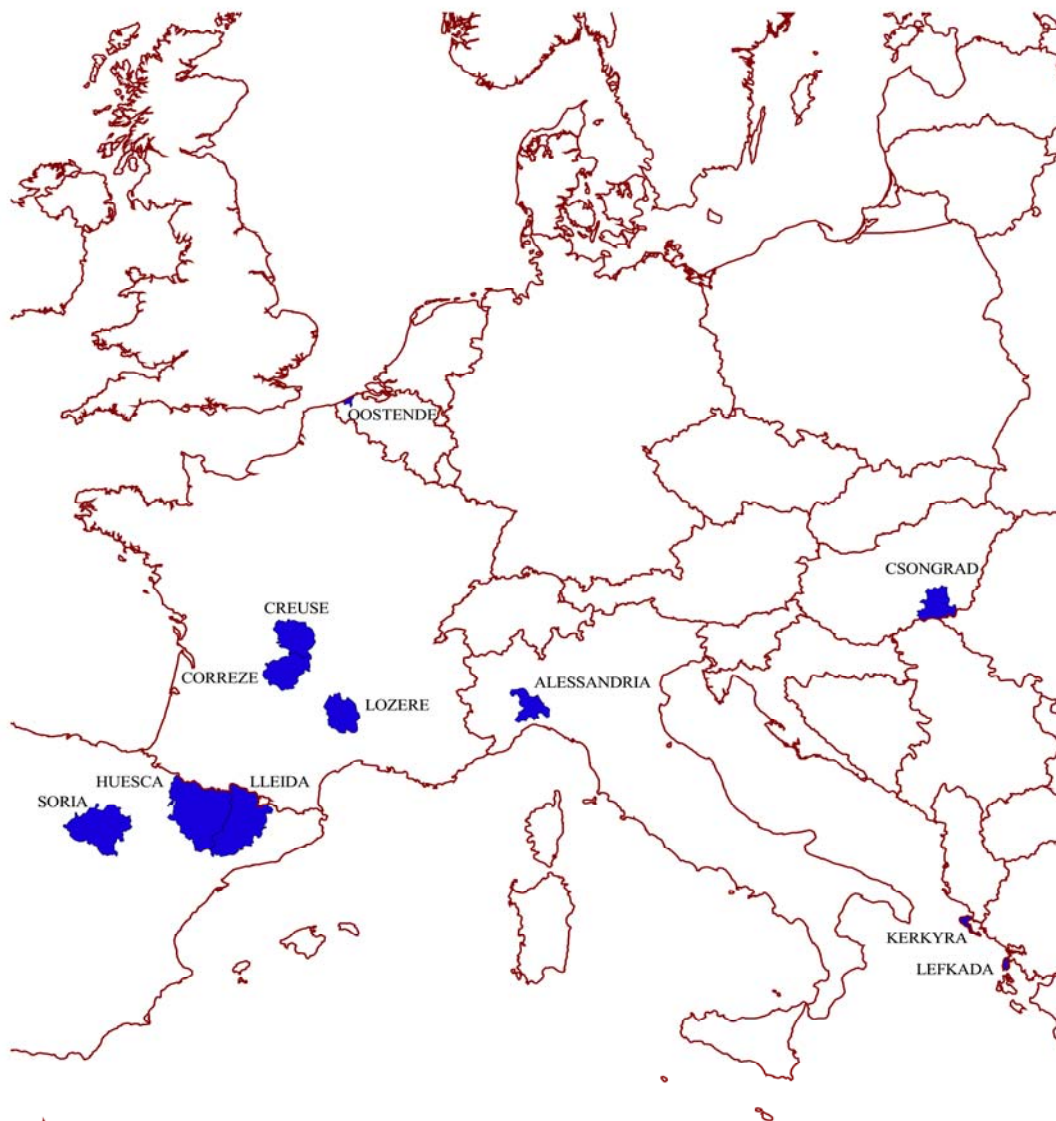 OOSTENDE
CSONGRAD
CREUSE
CORREZE
ALESSANDRIA
LOZERE
HUESCA
LLEIDA
SORIA
KERKYRA
LEFKADA